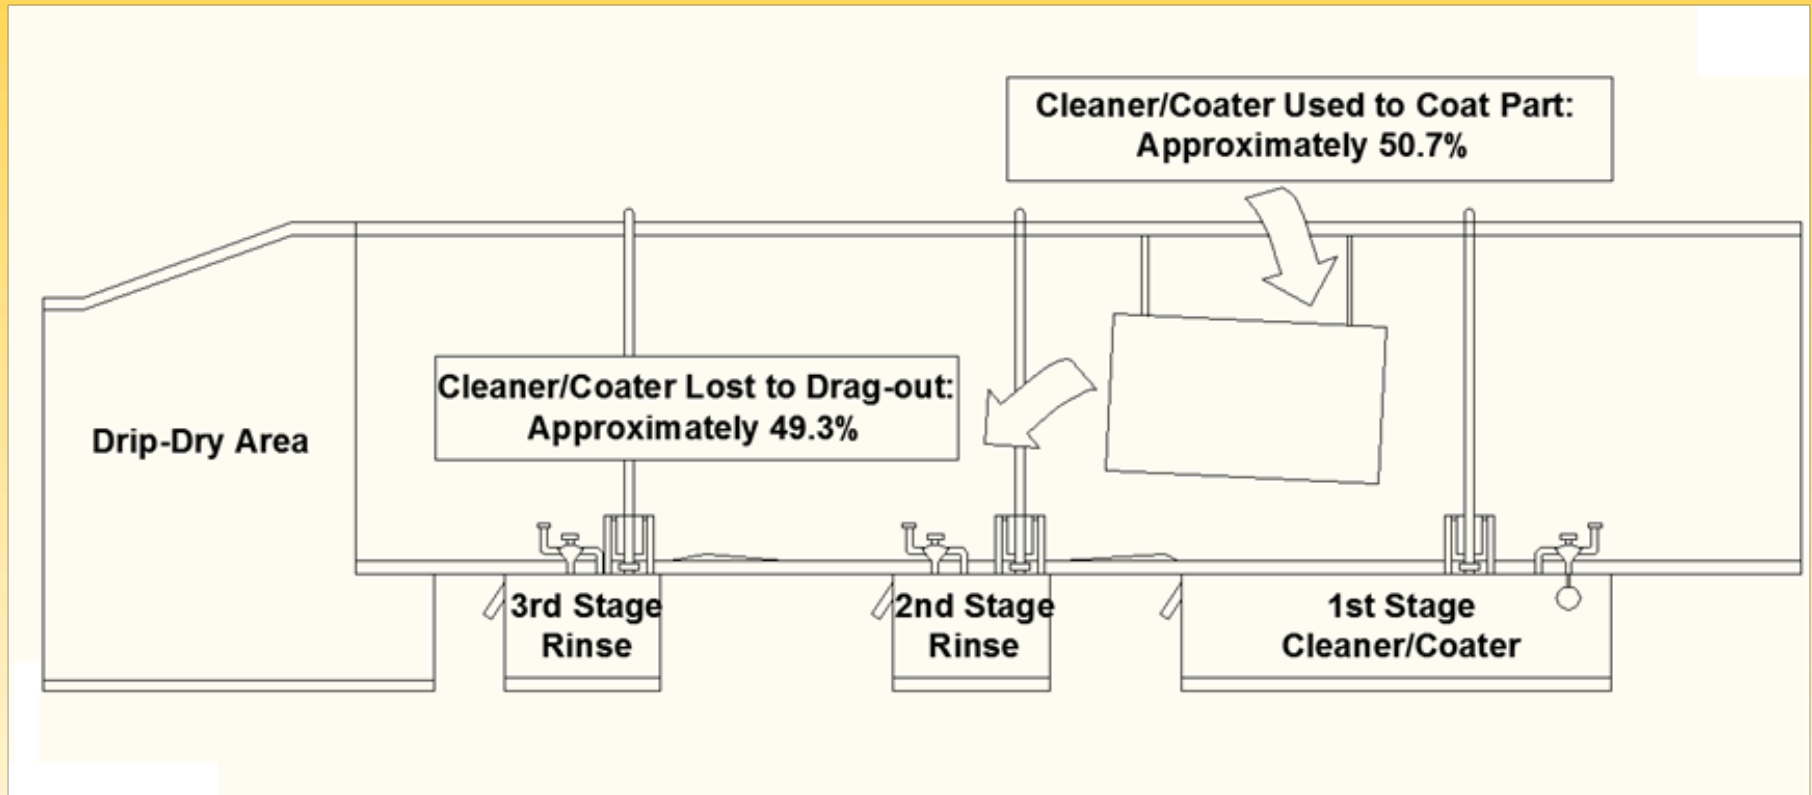 Cleaner/Coater Used to Coat Part:
Approximately 50.7%
Cleaner/Coater Lost to Drag-out:
Approximately 49.3%
Drip-Dry Area
3rd Stage
Rinse
2nd Stage
Rinse
1st Stage
Cleaner/Coater